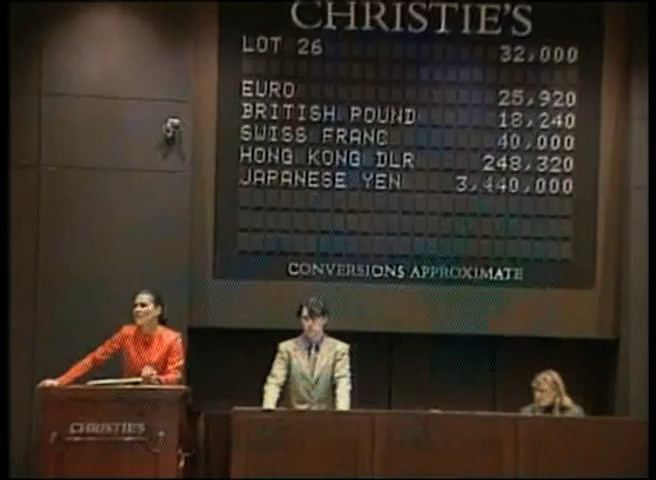 CHRISTIE'S
LOT 26 32,000
EURO 25,920
BRITISH POUND 18,240
SWISS FRANC 40,000
HONG KONG DLR 248,320
JAPANESE YEN 3,440,000
CONVERSIONS APPROXIMATE
CHRISTIE'S